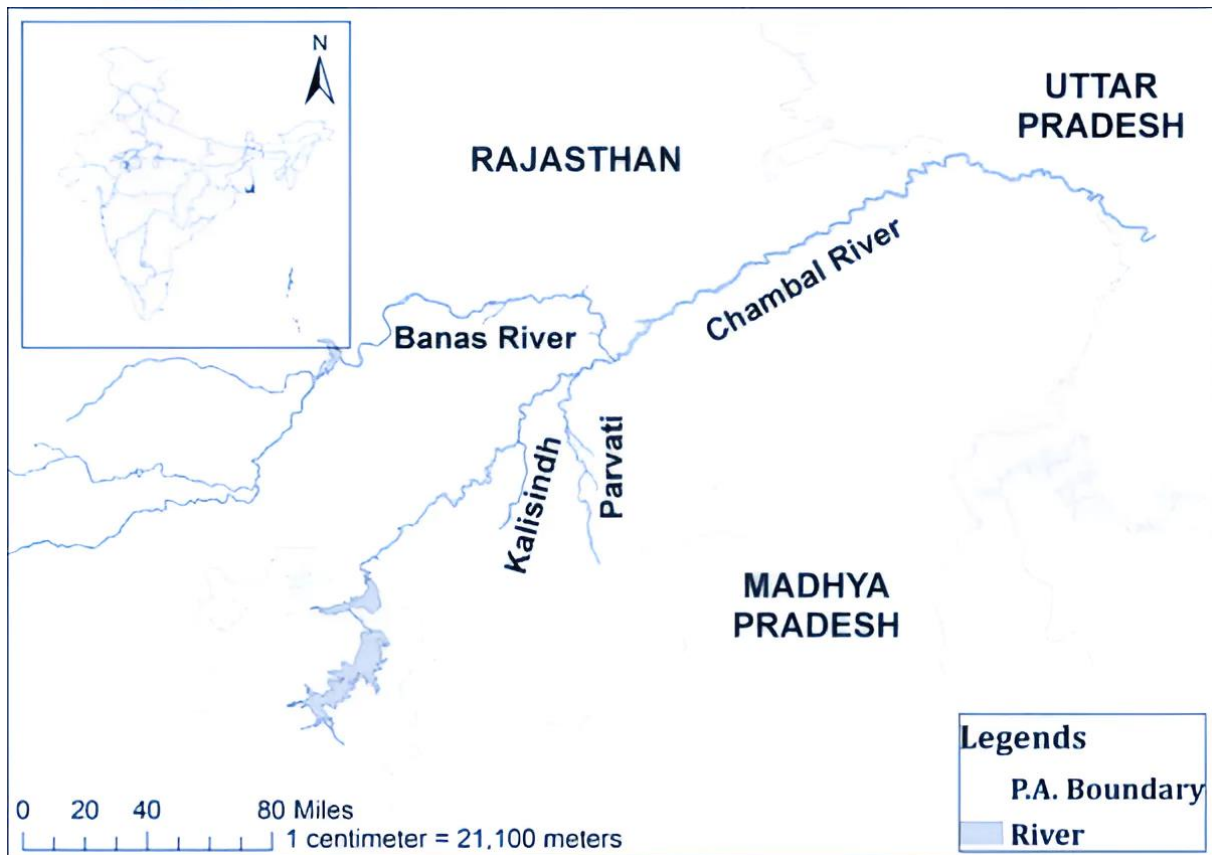 N
UTTAR
PRADESH
RAJASTHAN
Chambal River
Banas River
Kalisindh
Parvati
MADHYA
PRADESH
Legends
P.A. Boundary
River
0 20 40 80 Miles
1 centimeter = 21,100 meters